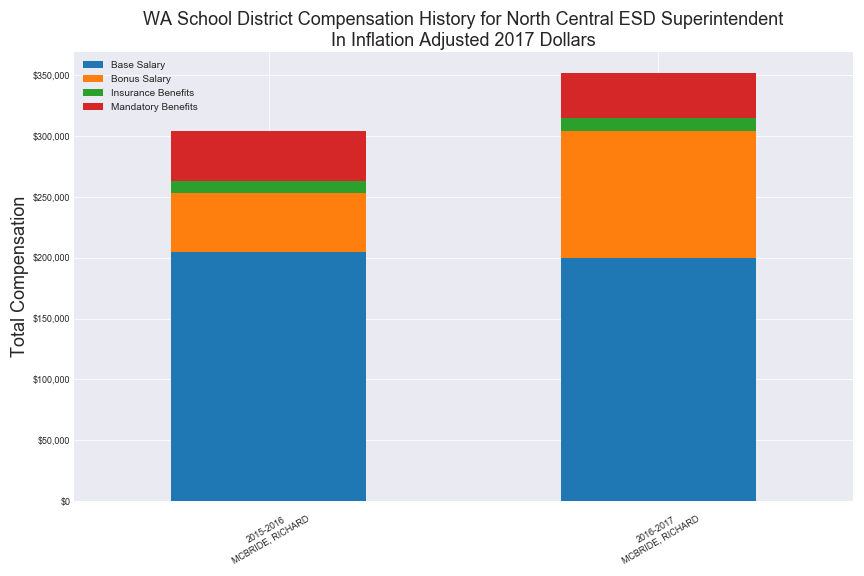 WA School District Compensation History for North Central ESD Superintendent
In Inflation Adjusted 2017 Dollars
Base Salary
Bonus Salary
Insurance Benefits
Mandatory Benefits
Total Compensation
$350,000
$300,000
$250,000
$200,000
$150,000
$100,000
$50,000
$0
2015-2016
MCBRIDE, RICHARD
2016-2017
MCBRIDE, RICHARD